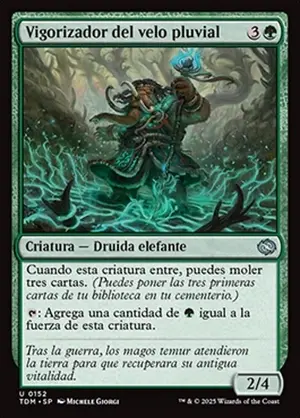 Vigorizador del velo pluvial 3
Criatura — Druida elefante
Cuando esta criatura entre, puedes moler
tres cartas. (Puedes poner las tres primeras
cartas de tu biblioteca en tu cementerio.)
: Agrega una cantidad de igual a la
fuerza de esta criatura.
Tras la guerra, los magos temur atendieron
la tierra para que recuperara su antigua
vitalidad.
2/4
U 0152
TDM • SP Michele Giorgi
™ & © 2025 Wizards of the Coast